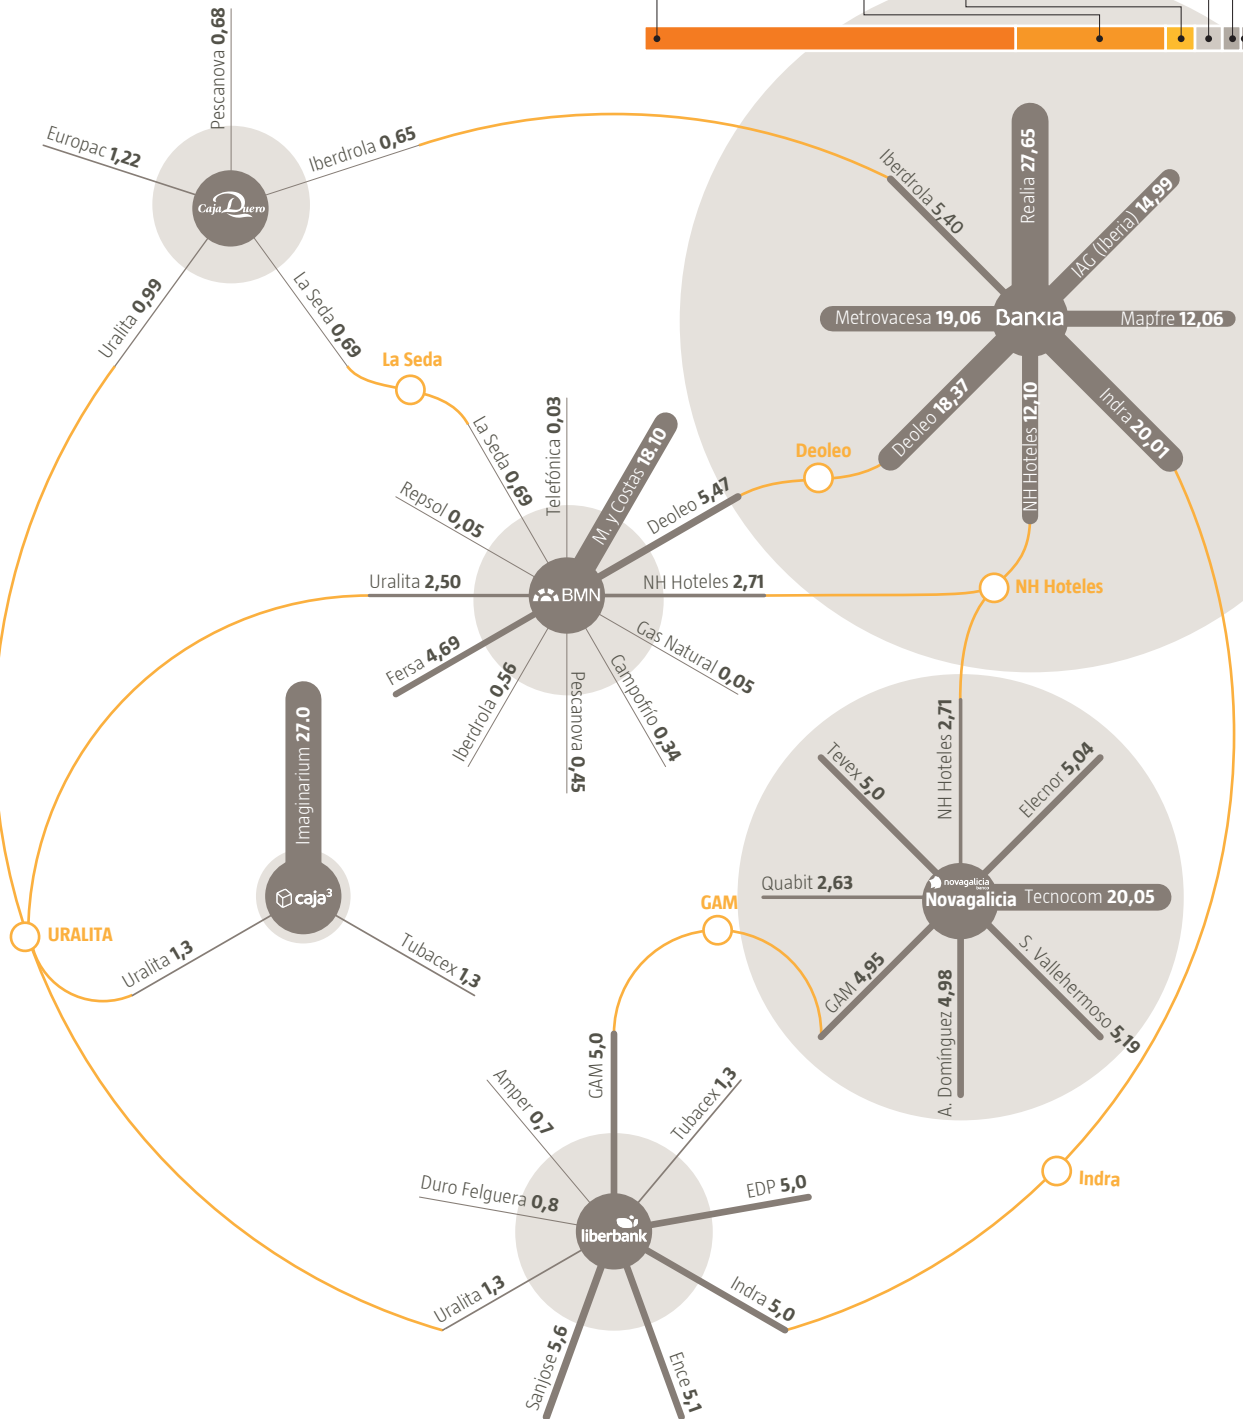 Pescanova 0,68
Europac 1,22
Iberdrola 0,65
Caja Duero
Uralita 0,99
La Seda 0,69
La Seda
Iberdrola 5,40
Realia 27,65
IAG (Iberia) 14,99
Metrovacesa 19,06
Bankia
Mapfre 12,06
Deoleo 18,37
NH Hoteles 12,10
Indra 20,01
Deoleo
La Seda 0,69
Telefónica 0,03
M. y Costas 18.10
Deoleo 5,47
Repsol 0,05
Uralita 2,50
BMN
NH Hoteles 2,71
NH Hoteles
Fersa 4,69
Iberdrola 0,56
Pescanova 0,45
Campofrío 0,34
Gas Natural 0,05
Imaginarium 27.0
caja3
Uralita 1,3
Tubacex 1,3
URALITA
Tevex 5,0
NH Hoteles 2,71
Elecnor 5,04
Quabit 2,63
novagalicia
banco
Novagalicia
Tecnocom 20,05
GAM 4,95
A. Domínguez 4,98
S. Vallehermoso 5,19
GAM
GAM 5,0
Amper 0,7
Tubacex 1,3
Duro Felguera 0,8
EDP 5,0
liberbank
Uralita 1,3
Indra 5,0
Sanjose 5,6
Ence 5,1
Indra